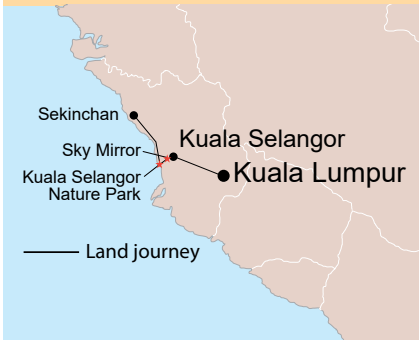 Sekinchan
Kuala Selangor
Sky Mirror
Kuala Lumpur
Kuala Selangor
Nature Park
Land journey